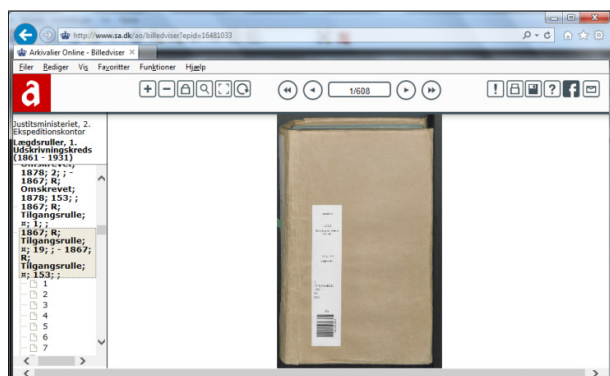 http://www.sa.dk/ao/billedviser?epid=16481033
Arkivalier Online - Billedviser
Filer Rediger Vis Favoritter Funktioner Hjælp
a
1/608
Justitsministeriet, 2.
Ekspeditionskontor
Lægdsruller, 1.
Udskrivningskreds
(1861 - 1931)
Omskrevet;
1878; 2; ; -
1867; R;
Omskrevet;
1878; 153; ;
1867; R;
Tilgangsrulle;
¤; 1; ;
1867; R;
Tilgangsrulle;
¤; 19; ; - 1867;
R;
Tilgangsrulle;
¤; 153; ;
1
2
3
4
5
6
7